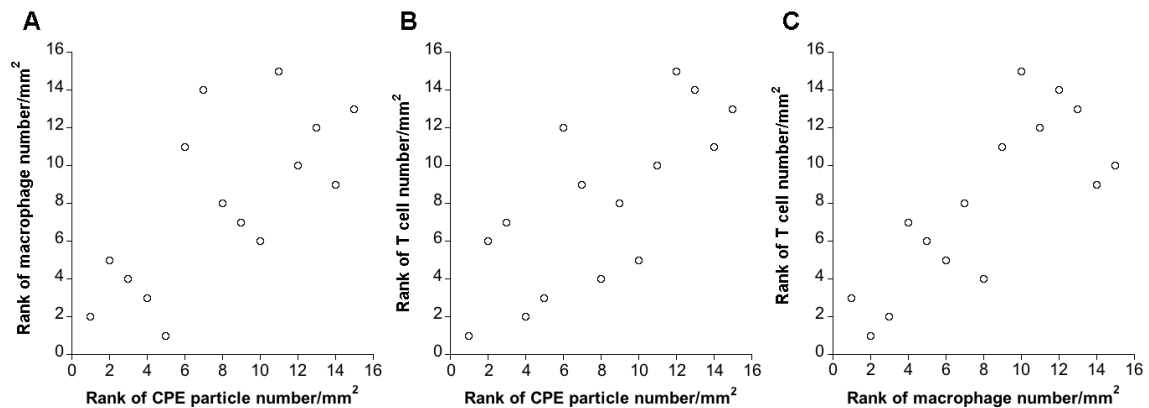 A
B
C
Rank of macrophage number/mm²
16
14
12
10
8
6
4
2
0
0 2 4 6 8 10 12 14 16
Rank of CPE particle number/mm²
Rank of T cell number/mm²
16
14
12
10
8
6
4
2
0
0 2 4 6 8 10 12 14 16
Rank of CPE particle number/mm²
Rank of T cell number/mm²
16
14
12
10
8
6
4
2
0
0 2 4 6 8 10 12 14 16
Rank of macrophage number/mm²